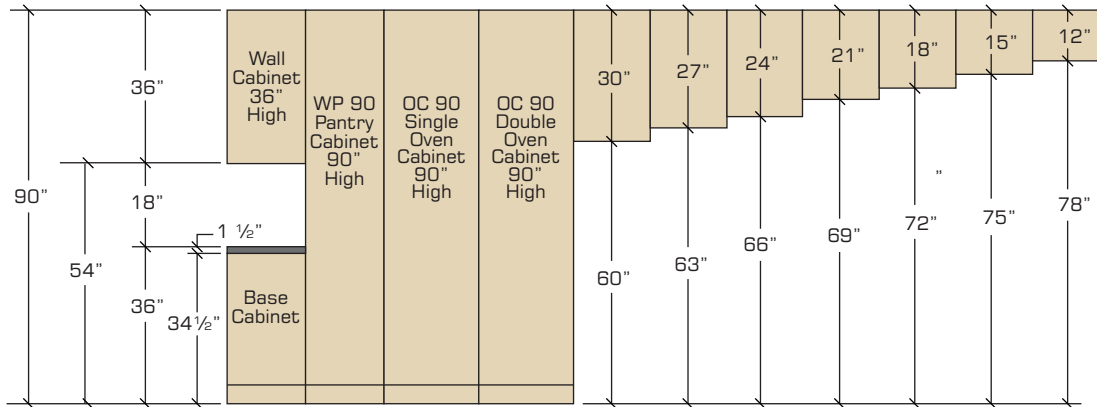 36”
90”
18”
1 ½”
54”
36”
34½”
Wall
Cabinet
36”
High
Base
Cabinet
WP 90
Pantry
Cabinet
90”
High
OC 90
Single
Oven
Cabinet
90”
High
OC 90
Double
Oven
Cabinet
90”
High
30”
27”
24”
21”
18”
15”
12”
”
60”
63”
66”
69”
72”
75”
78”